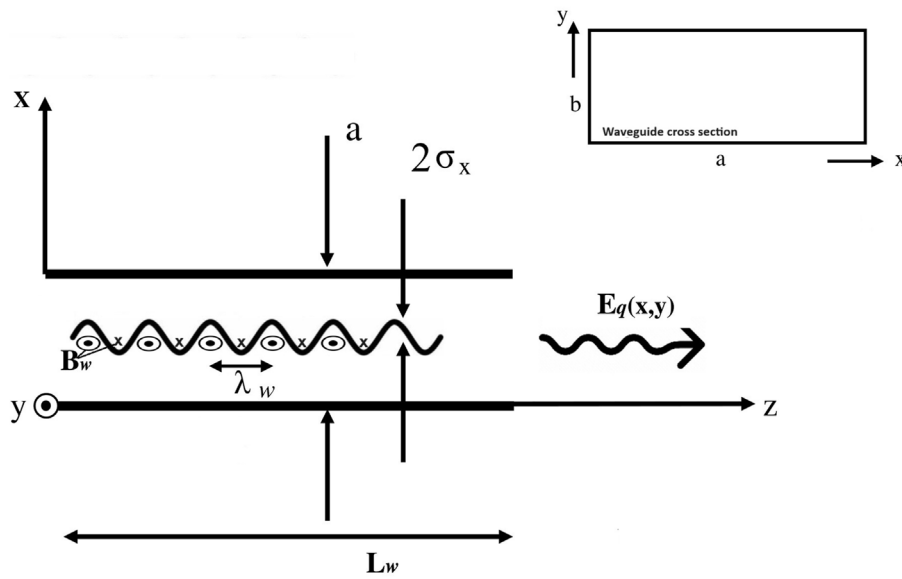 y
b
Waveguide cross section
a
x
x
a
2σx
Eq(x,y)
Bw
x x x x x
λw
y
z
Lw